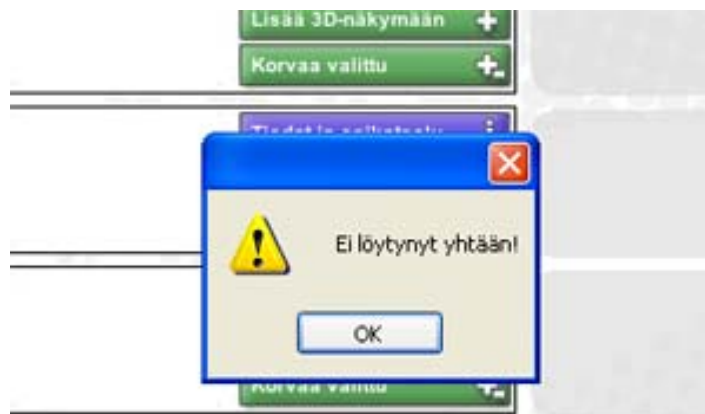 Lisää 3D-näkymään
Korvaa valittu
Ei löytynyt yhtään!
OK
Korvaa valittu